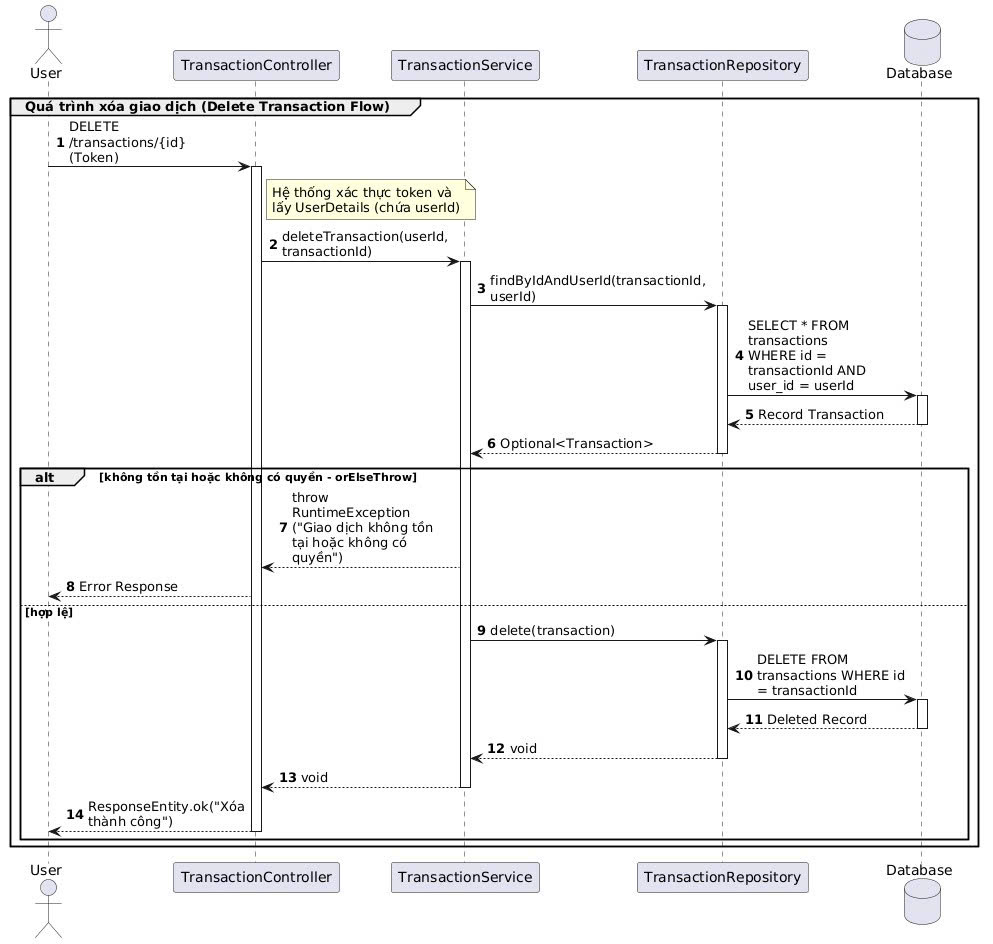 User
TransactionController
TransactionService
TransactionRepository
Database
Quá trình xóa giao dịch (Delete Transaction Flow)
DELETE
1 /transactions/{id}
(Token)
Hệ thống xác thực token và
lấy UserDetails (chứa userId)
2 deleteTransaction(userId,
transactionId)
3 findByIdAndUserId(transactionId,
userId)
SELECT * FROM
transactions
4 WHERE id =
transactionId AND
user_id = userId
5 Record Transaction
6 Optional<Transaction>
alt [không tồn tại hoặc không có quyền - orElseThrow]
throw
RuntimeException
7 ("Giao dịch không tồn
tại hoặc không có
quyền")
8 Error Response
[hợp lệ]
9 delete(transaction)
DELETE FROM
10 transactions WHERE id
= transactionId
11 Deleted Record
12 void
13 void
14 ResponseEntity.ok("Xóa
thành công")
User
TransactionController
TransactionService
TransactionRepository
Database